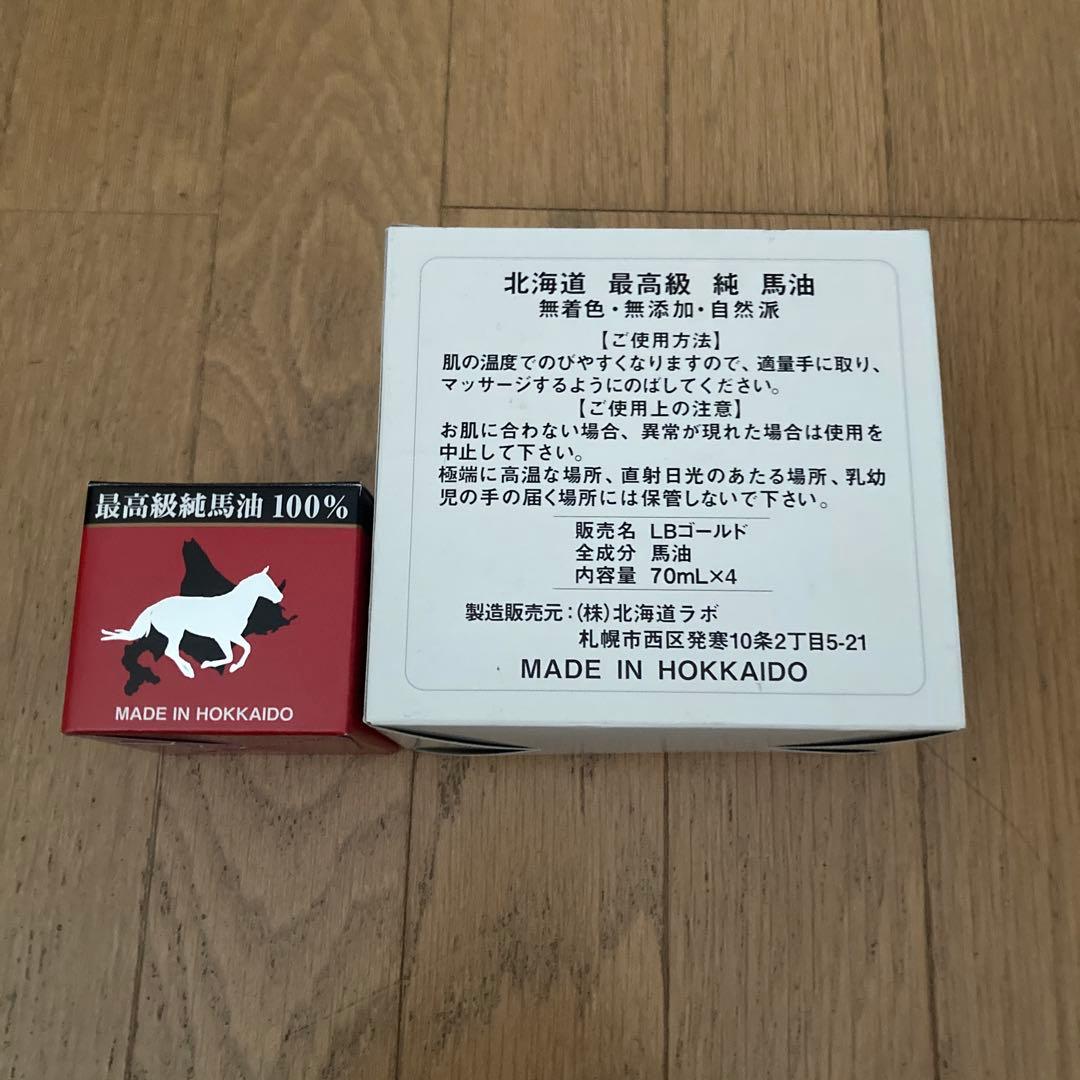 最高級純馬油 100%
MADE IN HOKKAIDO
北海道 最高級 純 馬油
無着色・無添加・自然派
【ご使用方法】
肌の温度でのびやすくなりますので、適量手に取り、
マッサージするようにのばしてください。
【ご使用上の注意】
お肌に合わない場合、異常が現れた場合は使用を
中止して下さい。
極端に高温な場所、直射日光のあたる場所、乳幼
児の手の届く場所には保管しないで下さい。
販売名 LBゴールド
全成分 馬油
内容量 70mL×4
製造販売元:(株)北海道ラボ
札幌市西区発寒10条2丁目5-21
MADE IN HOKKAIDO